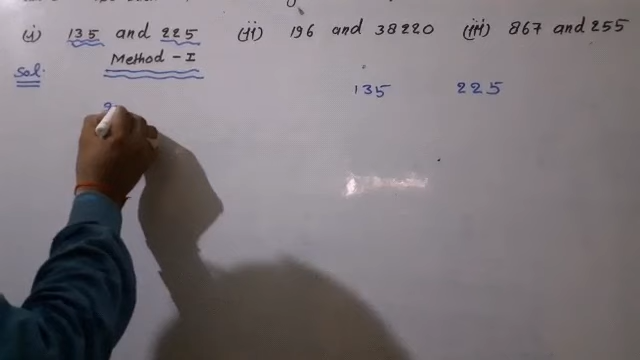 (i) 135 and 225 (ii) 196 and 38220 (iii) 867 and 255
Sol. Method - I
135 225